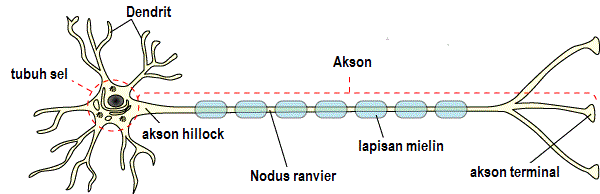 Dendrit
Akson
tubuh sel
akson hillock
lapisan mielin
Nodus ranvier
akson terminal